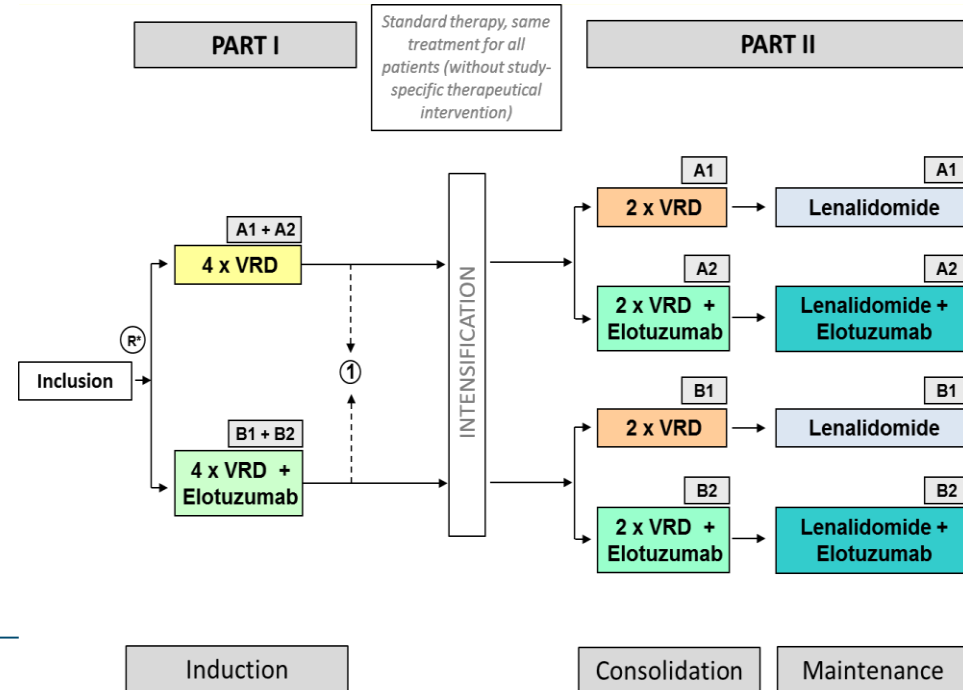 PART I
Standard therapy, same
treatment for all
patients (without study-
specific therapeutical
intervention)
PART II
A1 + A2
4 x VRD
R*
Inclusion
1
B1 + B2
4 x VRD +
Elotuzumab
INTENSIFICATION
A1
2 x VRD
A1
Lenalidomide
A2
2 x VRD +
Elotuzumab
A2
Lenalidomide +
Elotuzumab
B1
2 x VRD
B1
Lenalidomide
B2
2 x VRD +
Elotuzumab
B2
Lenalidomide +
Elotuzumab
Induction
Consolidation
Maintenance